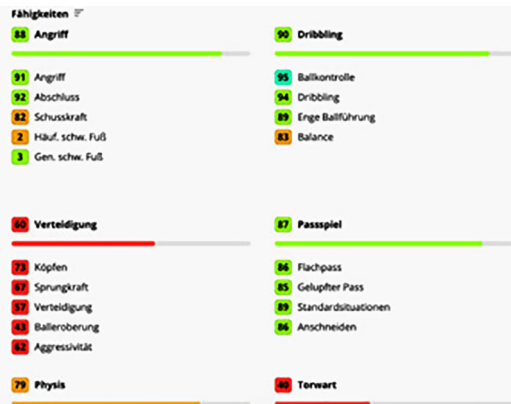 Fähigkeiten
88 Angriff
91 Angriff
92 Abschluss
82 Schusskraft
2 Häuf. schw. Fuß
3 Gen. schw. Fuß
90 Dribbling
95 Ballkontrolle
94 Dribbling
89 Enge Ballführung
83 Balance
60 Verteidigung
73 Köpfen
67 Sprungkraft
57 Verteidigung
43 Balleroberung
62 Aggressivität
87 Passspiel
86 Flachpass
85 Gelupfter Pass
89 Standardsituationen
86 Anschneiden
79 Physis
40 Torwart